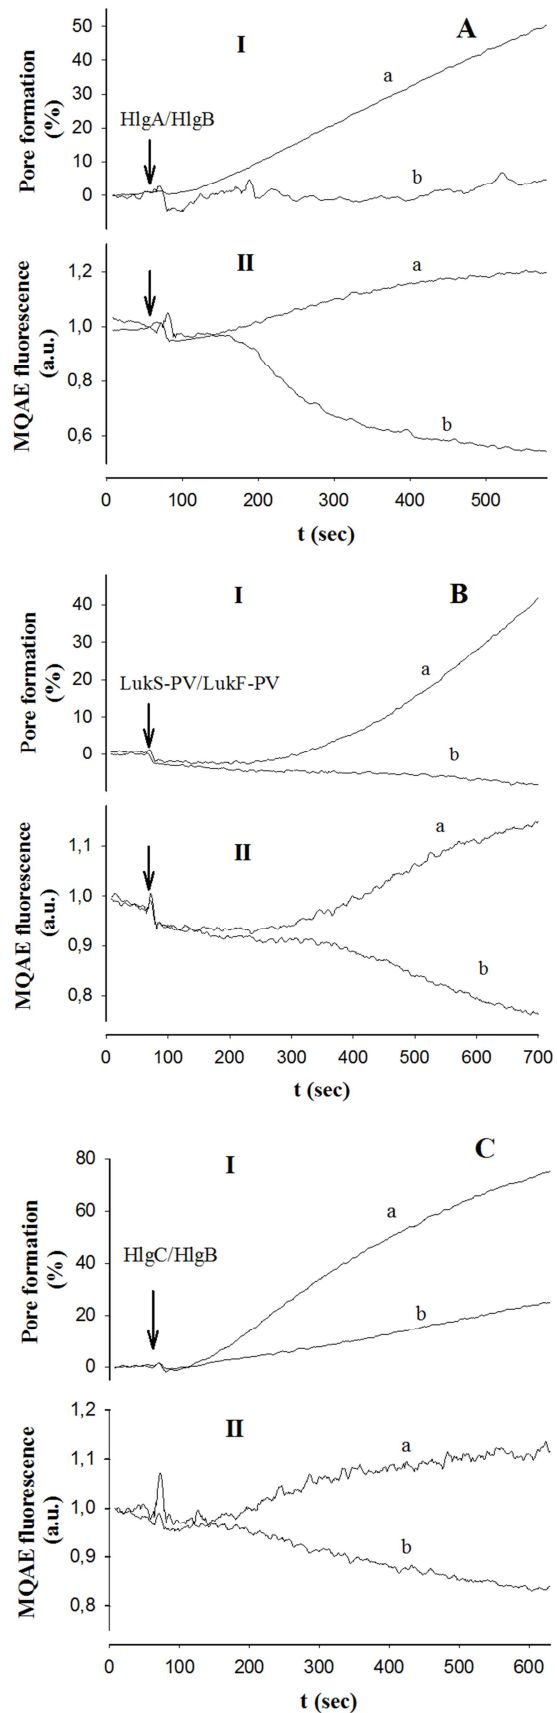 I
A
50
40
30
20
10
0
Pore formation
(%)
HlgA/HlgB
a
b
II
1,2
1,0
0,8
0,6
MQAE fluorescence
(a.u.)
a
b
0 100 200 300 400 500
t (sec)
I
B
40
30
20
10
0
Pore formation
(%)
LukS-PV/LukF-PV
a
b
II
1,1
1,0
0,9
0,8
MQAE fluorescence
(a.u.)
a
b
0 100 200 300 400 500 600 700
t (sec)
I
C
80
60
40
20
0
Pore formation
(%)
HlgC/HlgB
a
b
II
1,2
1,1
1,0
0,9
0,8
MQAE fluorescence
(a.u.)
a
b
0 100 200 300 400 500 600
t (sec)